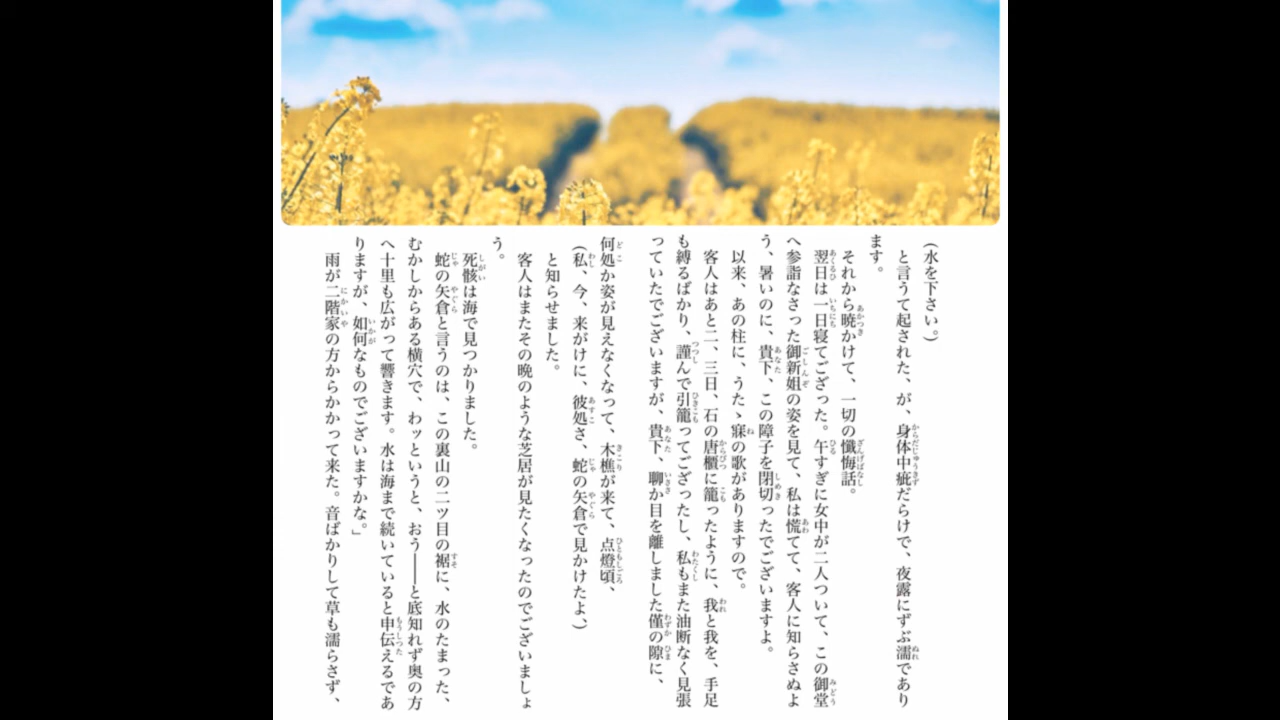 (水を下さい。)
と言うて起された、が、身体中疵だらけで、夜露にずぶ濡であり
ます。
それから暁かけて、一切の懺悔話。
翌日は一日寝てござった。午すぎに女中が二人ついて、この御堂
へ参詣なさった御新姐の姿を見て、私は慌てて、客人に知らさぬよ
う、暑いのに、貴下、この障子を閉切ったでございますよ。
以来、あの柱に、うたゝ寐の歌がありますので。
客人はあと二、三日、石の唐櫃に籠ったように、我と我を、手足
も縛るばかり、謹んで引籠ってござったし、私もまた油断なく見張
っていたでございますが、貴下、聊か目を離しました僅の隙に、
何処か姿が見えなくなって、木樵が来て、点燈頃、
(私、今、来がけに、彼処さ、蛇の矢倉で見かけたよ、)
と知らせました。
客人はまたその晩のような芝居が見たくなったのでございましょ
う。
死骸は海で見つかりました。
蛇の矢倉と言うのは、この裏山の二ツ目の裾に、水のたまった、
むかしからある横穴で、わッというと、おう――と底知れず奥の方
へ十里も広がって響きます。水は海まで続いていると申伝えるであ
りますが、如何なものでございますかな。」
雨が二階家の方からかかって来た。音ばかりして草も濡らさず、